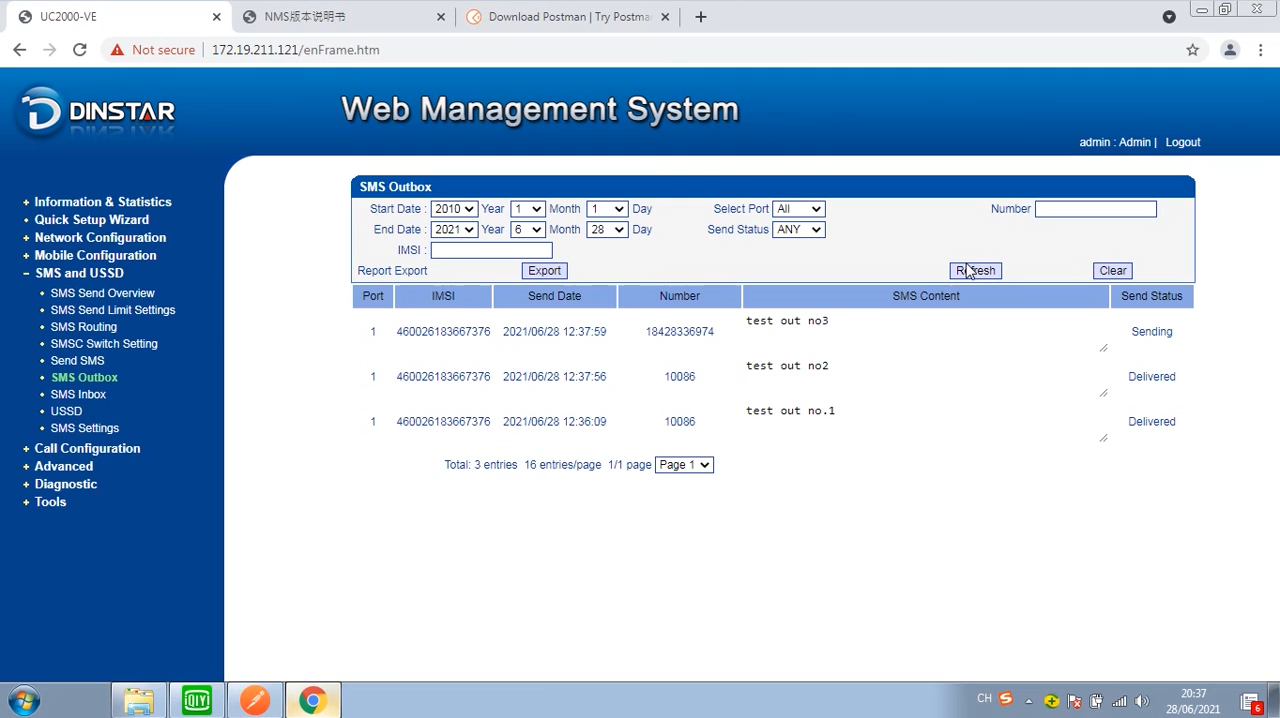 UC2000-VE
NMS版本说明书
Download Postman | Try Postma
Not secure 172.19.211.121/enFrame.htm
DINSTAR
Web Management System
admin : Admin | Logout
Information & Statistics
Quick Setup Wizard
Network Configuration
Mobile Configuration
SMS and USSD
SMS Send Overview
SMS Send Limit Settings
SMS Routing
SMSC Switch Setting
Send SMS
SMS Outbox
SMS Inbox
USSD
SMS Settings
Call Configuration
Advanced
Diagnostic
Tools
SMS Outbox
Start Date : 2010 Year 1 Month 1 Day Select Port All Number
End Date : 2021 Year 6 Month 28 Day Send Status ANY
IMSI :
Report Export Export Refresh Clear
Port IMSI Send Date Number SMS Content Send Status
1 460026183667376 2021/06/28 12:37:59 18428336974 test out no3 Sending
1 460026183667376 2021/06/28 12:37:56 10086 test out no2 Delivered
1 460026183667376 2021/06/28 12:36:09 10086 test out no.1 Delivered
Total: 3 entries 16 entries/page 1/1 page Page 1
QIY
CH
20:37
28/06/2021
6